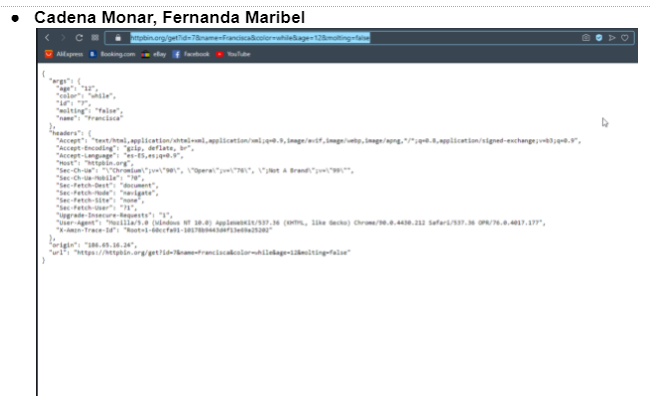 ● Cadena Monar, Fernanda Maribel
httpbin.org/get?id=7&name=Francisca&color=while&age=12&molting=false
AliExpress Booking.com eBay Facebook YouTube
{
"args": {
"age": "12",
"color": "while",
"id": "7",
"molting": "false",
"name": "Francisca"
},
"headers": {
"Accept": "text/html,application/xhtml+xml,application/xml;q=0.9,image/avif,image/webp,image/apng,*/*;q=0.8,application/signed-exchange;v=b3;q=0.9",
"Accept-Encoding": "gzip, deflate, br",
"Accept-Language": "es-ES,es;q=0.9",
"Host": "httpbin.org",
"Sec-Ch-Ua": "\"Chromium\";v=\"90\", \"Opera\";v=\"76\", \";Not A Brand\";v=\"99\"",
"Sec-Ch-Ua-Mobile": "?0",
"Sec-Fetch-Dest": "document",
"Sec-Fetch-Mode": "navigate",
"Sec-Fetch-Site": "none",
"Sec-Fetch-User": "?1",
"Upgrade-Insecure-Requests": "1",
"User-Agent": "Mozilla/5.0 (Windows NT 10.0) AppleWebKit/537.36 (KHTML, like Gecko) Chrome/90.0.4430.212 Safari/537.36 OPR/76.0.4017.177",
"X-Amzn-Trace-Id":
},
"origin": "186.65.16.24",
"url": "https://httpbin.org/get?id=7&name=Francisca&color=while&age=12&molting=false"
}